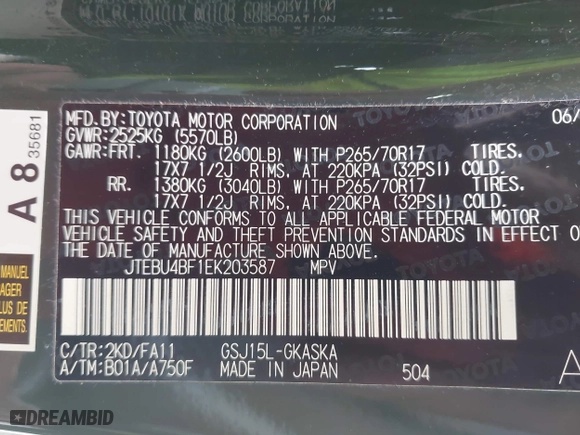 MFD.BY:TOYOTA MOTOR CORPORATION 06/
GVWR:2525KG (5570LB)
GAWR:FRT. 1180KG (2600LB) WITH P265/70R17 TIRES.
17X7 1/2J RIMS. AT 220KPA (32PSI) COLD.
RR. 1380KG (3040LB) WITH P265/70R17 TIRES.
17X7 1/2J RIMS. AT 220KPA (32PSI) COLD.
THIS VEHICLE CONFORMS TO ALL APPLICABLE FEDERAL MOTOR
VEHICLE SAFETY AND THEFT PREVENTION STANDARDS IN EFFECT O
THE DATE OF MANUFACTURE SHOWN ABOVE.
JTEBU4BF1EK203587 MPV
C/TR:2KD/FA11 GSJ15L-GKASKA
A/TM:B01A/A750F MADE IN JAPAN 504 A
A 8 35681
MANUEL
AGER
PLUS D'
EMENTS.
DREAMBID